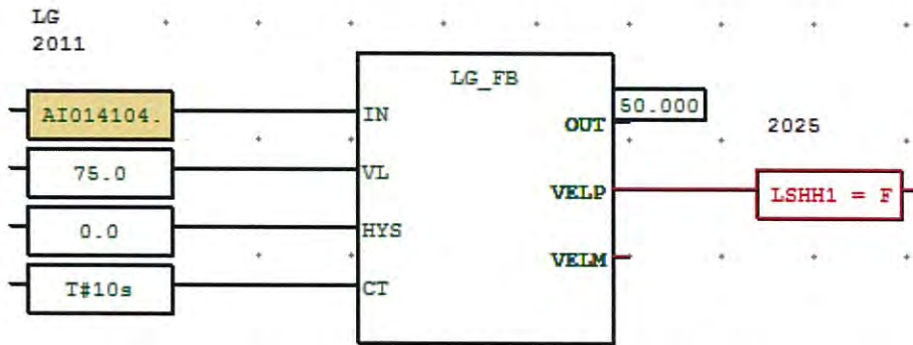 LG
2011
LG_FB
AI014104.
IN
50.000
OUT
2025
75.0
VL
VELP
LSHH1 = F
0.0
HYS
VELM
T#10s
CT